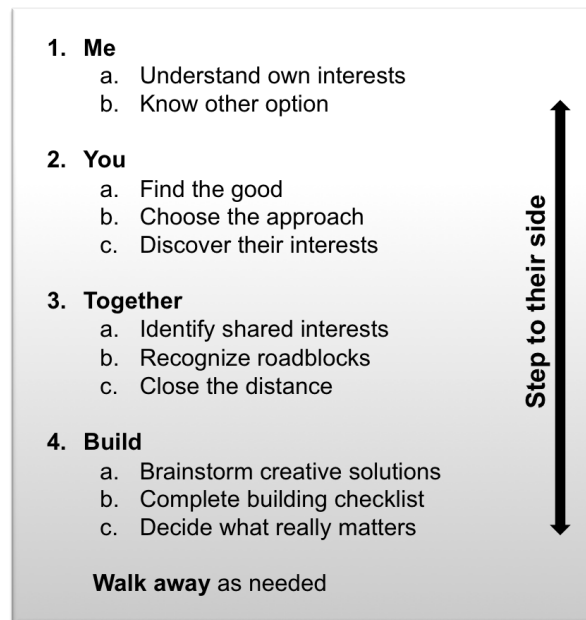 1. Me
a. Understand own interests
b. Know other option
2. You
a. Find the good
b. Choose the approach
c. Discover their interests
3. Together
a. Identify shared interests
b. Recognize roadblocks
c. Close the distance
4. Build
a. Brainstorm creative solutions
b. Complete building checklist
c. Decide what really matters
Walk away as needed
Step to their side